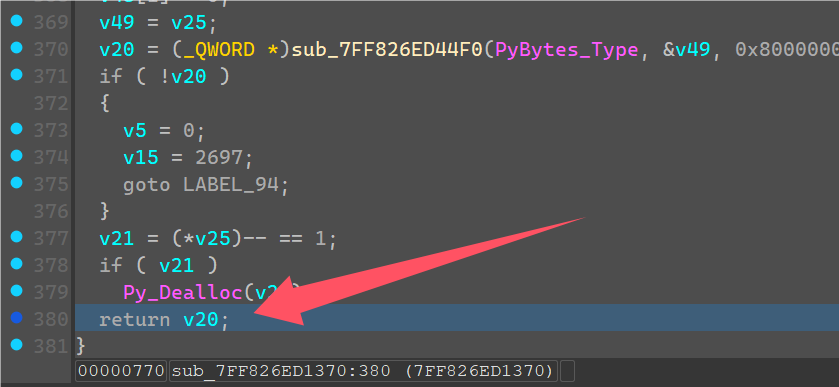 369 v49 = v25;
370 v20 = (_QWORD *)sub_7FF826ED44F0(PyBytes_Type, &v49, 0x8000000
371 if ( !v20 )
372 {
373 v5 = 0;
374 v15 = 2697;
375 goto LABEL_94;
376 }
377 v21 = (*v25)-- == 1;
378 if ( v21 )
379 Py_Dealloc(v2
380 return v20;
381 }
00000770 sub_7FF826ED1370:380 (7FF826ED1370)